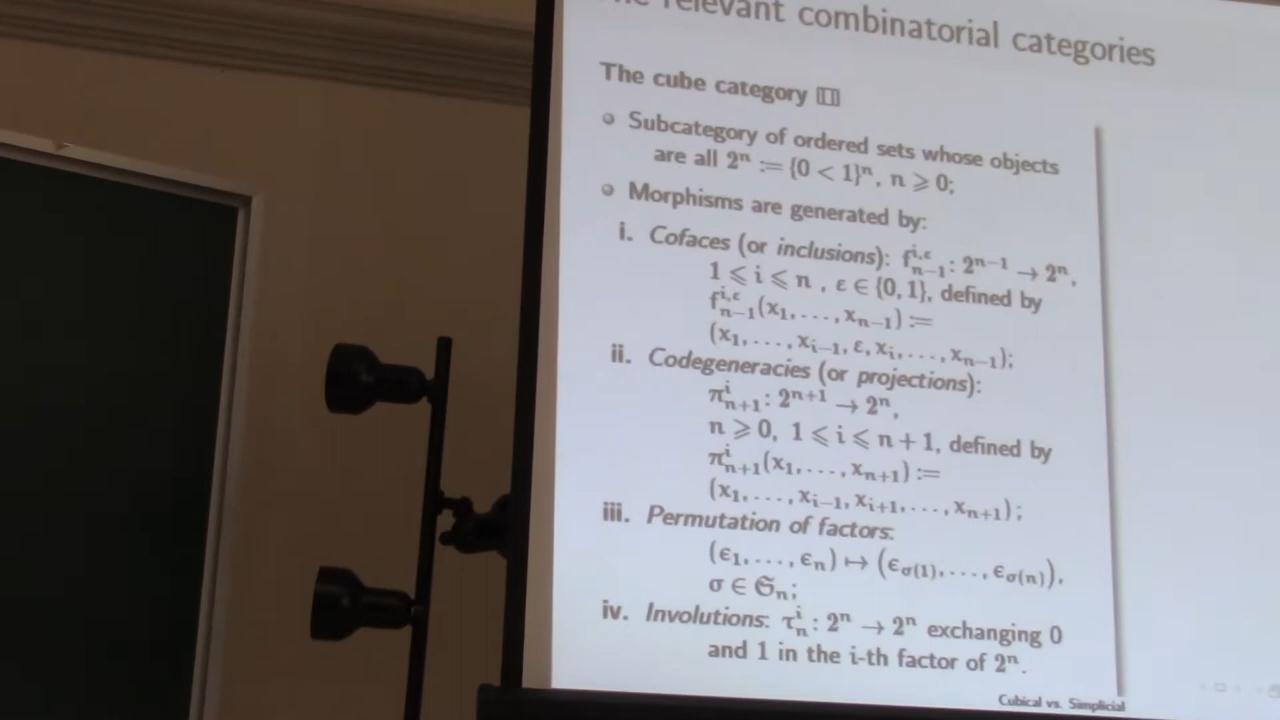 relevant combinatorial categories
The cube category
• Subcategory of ordered sets whose objects
are all 2ⁿ := {0 < 1}ⁿ, n ⩾ 0;
• Morphisms are generated by:
i. Cofaces (or inclusions): f^{i,ε}_{n−1} : 2^{n−1} → 2ⁿ,
1 ⩽ i ⩽ n , ε ∈ {0, 1}, defined by
f^{i,ε}_{n−1}(x₁, . . . , x_{n−1}) :=
(x₁, . . . , x_{i−1}, ε, x_i, . . . , x_{n−1});
ii. Codegeneracies (or projections):
π^i_{n+1} : 2^{n+1} → 2ⁿ,
n ⩾ 0, 1 ⩽ i ⩽ n + 1, defined by
π^i_{n+1}(x₁, . . . , x_{n+1}) :=
(x₁, . . . , x_{i−1}, x_{i+1}, . . . , x_{n+1});
iii. Permutation of factors:
(ϵ₁, . . . , ϵ_n) ↦ (ϵ_{σ(1)}, . . . , ϵ_{σ(n)}),
σ ∈ 𝔖_n;
iv. Involutions: τ^i_n : 2ⁿ → 2ⁿ exchanging 0
and 1 in the i-th factor of 2ⁿ.
Cubical vs. Simplicial